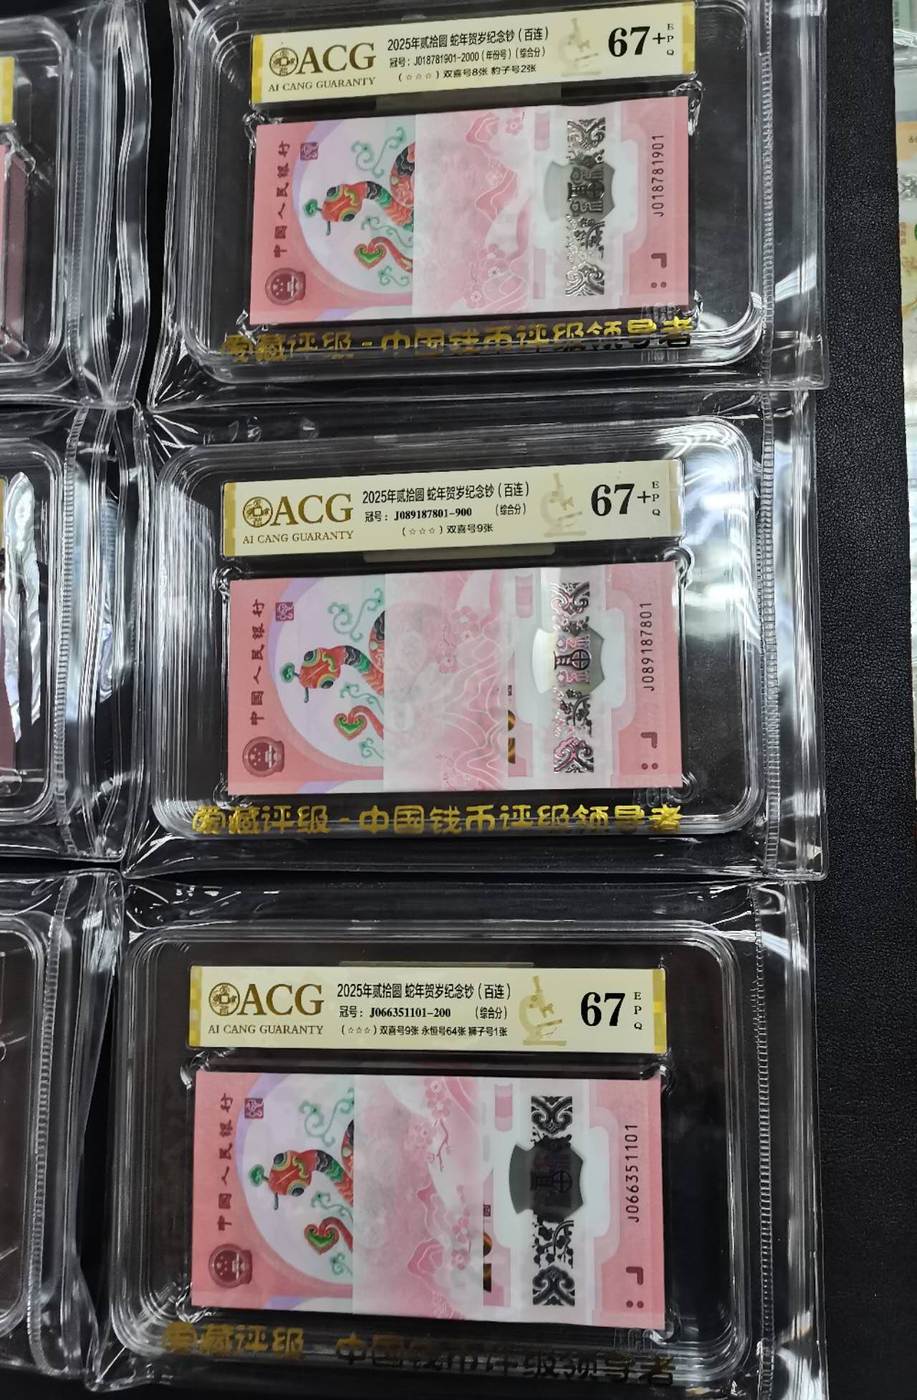 ACG
AI CANG GUARANTY
2025年贰拾圆 蛇年贺岁纪念钞(百连)
冠号: J018781901-2000(年份号)(综合分)
(☆☆☆)双喜号8张 豹子号2张
67+
EPQ
中国人民银行
J018781901
爱藏评级-中国钱币评级领导者
ACG
AI CANG GUARANTY
2025年贰拾圆 蛇年贺岁纪念钞(百连)
冠号: J089187801-900 (综合分)
(☆☆☆)双喜号9张
67+
EPQ
中国人民银行
J089187801
爱藏评级-中国钱币评级领导者
ACG
AI CANG GUARANTY
2025年贰拾圆 蛇年贺岁纪念钞(百连)
冠号: J066351101-200 (综合分)
(☆☆☆)双喜号9张 永恒号64张 狮子号1张
67
EPQ
中国人民银行
J066351101
爱藏评级-中国钱币评级领导者